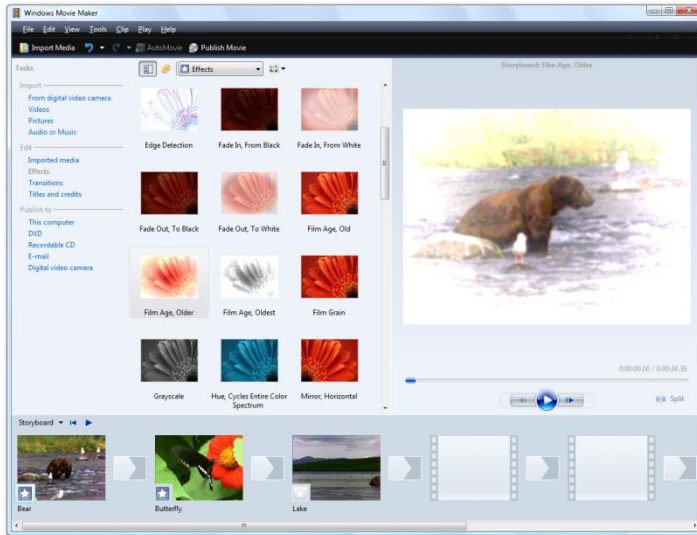 Windows Movie Maker
File Edit View Tools Clip Play Help
Import Media AutoMovie Publish Movie
Tasks
Effects
Storyboard: Film Age, Older
Import
From digital video camera
Videos
Pictures
Audio or Music
Edit
Imported media
Effects
Transitions
Titles and credits
Publish to
This computer
DVD
Recordable CD
E-mail
Digital video camera
Edge Detection
Fade In, From Black
Fade In, From White
Fade Out, To Black
Fade Out, To White
Film Age, Old
Film Age, Older
Film Age, Oldest
Film Grain
Grayscale
Hue, Cycles Entire Color
Spectrum
Mirror, Horizontal
0:00:00.00 / 0:00:34.36
Split
Storyboard
Bear
Butterfly
Lake